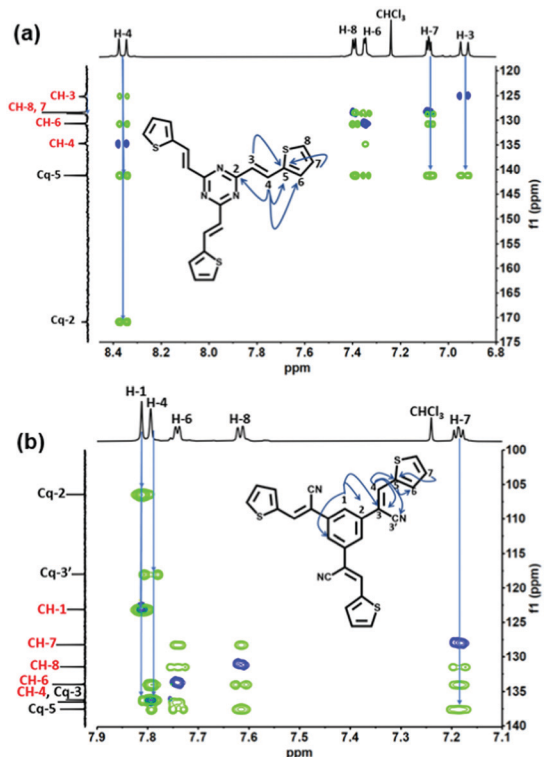 (a)
H-4
H-8
H-6
CHCl₃
H-7
H-3
CH-3
CH-8, 7
CH-6
CH-4
Cq-5
Cq-2
S
S
S
N
N
N
2
3
4
5
6
7
8
120
125
130
135
140
145
150
155
160
165
170
175
f1 (ppm)
8.4 8.2 8.0 7.8 7.6 7.4 7.2 7.0 6.8
ppm
(b)
H-1
H-4
H-6
H-8
CHCl₃
H-7
Cq-2
Cq-3'
CH-1
CH-7
CH-8
CH-6
CH-4, Cq-3
Cq-5
S
S
S
CN
NC
CN
1
2
3
3'
4
5
6
7
100
105
110
115
120
125
130
135
140
f1 (ppm)
7.9 7.8 7.7 7.6 7.5 7.4 7.3 7.2 7.1
ppm